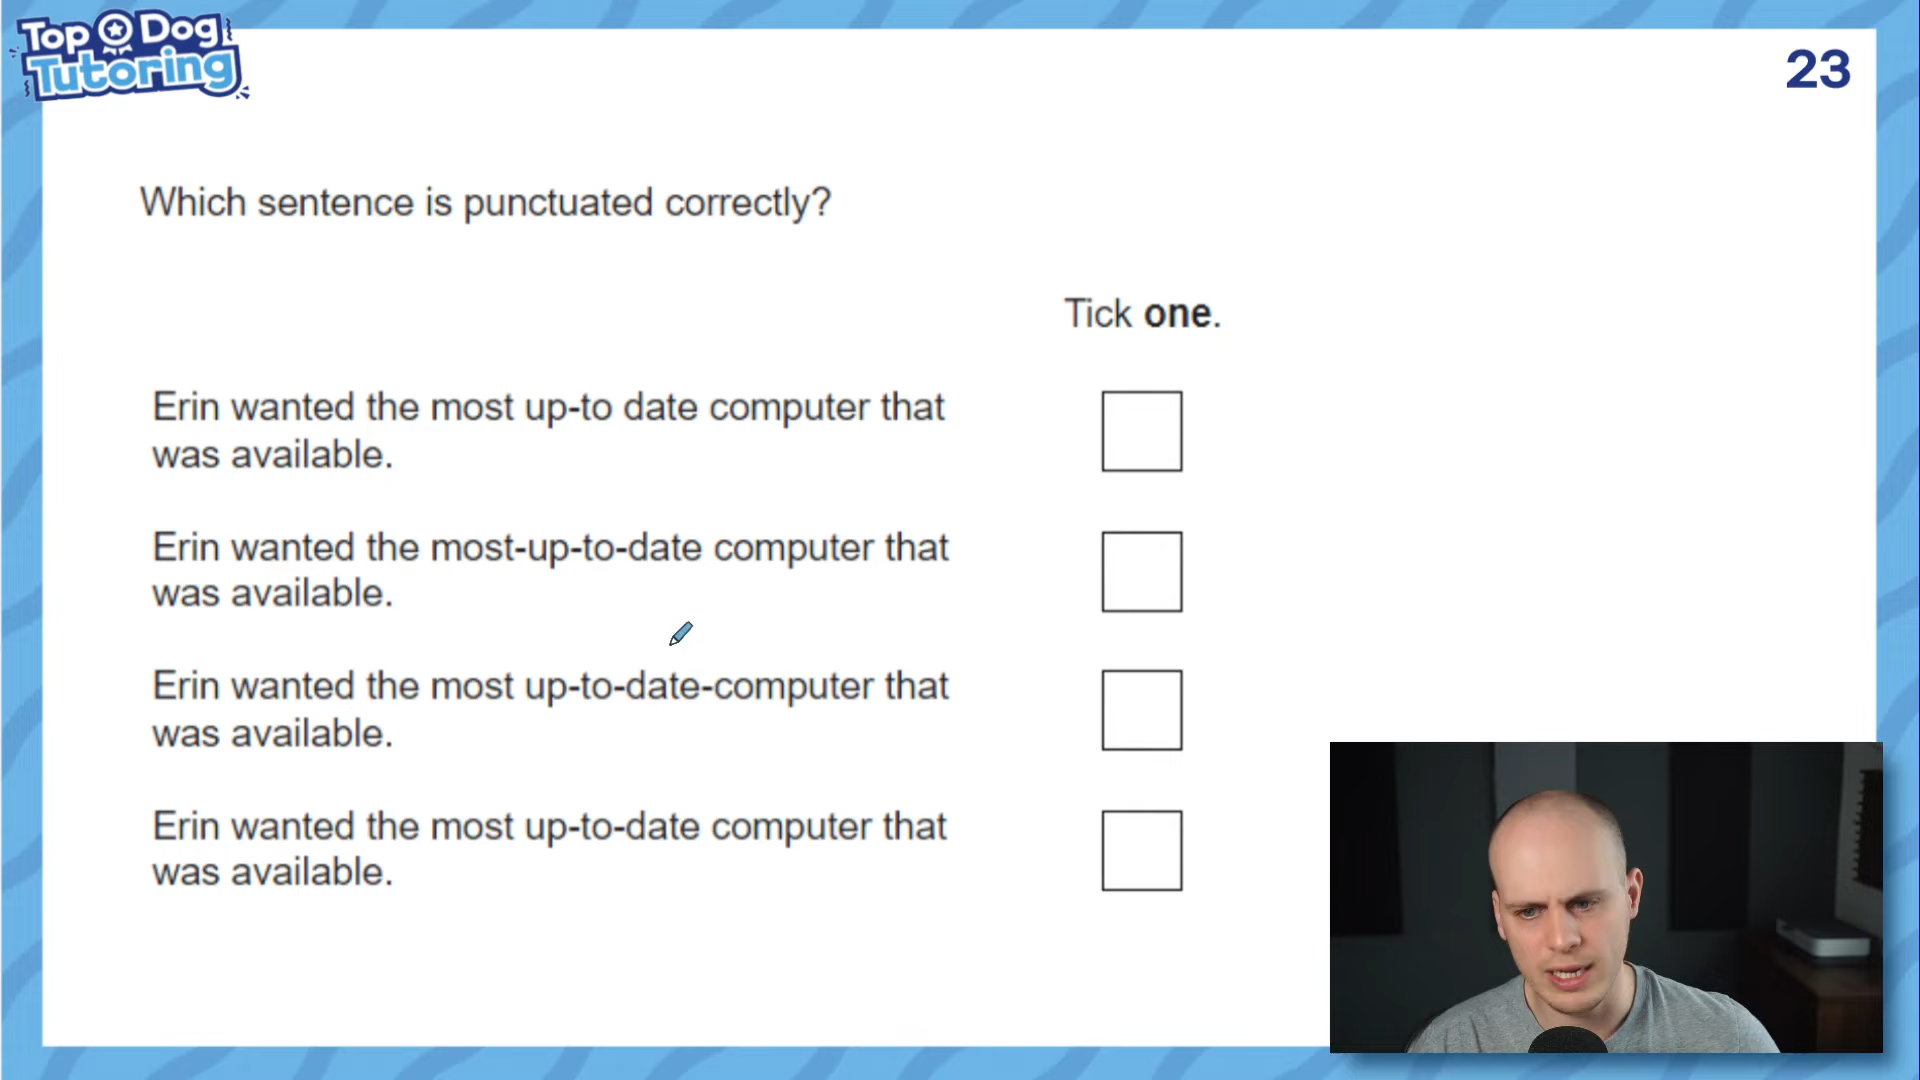 Top Dog
Tutoring
23
Which sentence is punctuated correctly?
Tick one.
Erin wanted the most up-to date computer that
was available.
Erin wanted the most-up-to-date computer that
was available.
Erin wanted the most up-to-date-computer that
was available.
Erin wanted the most up-to-date computer that
was available.